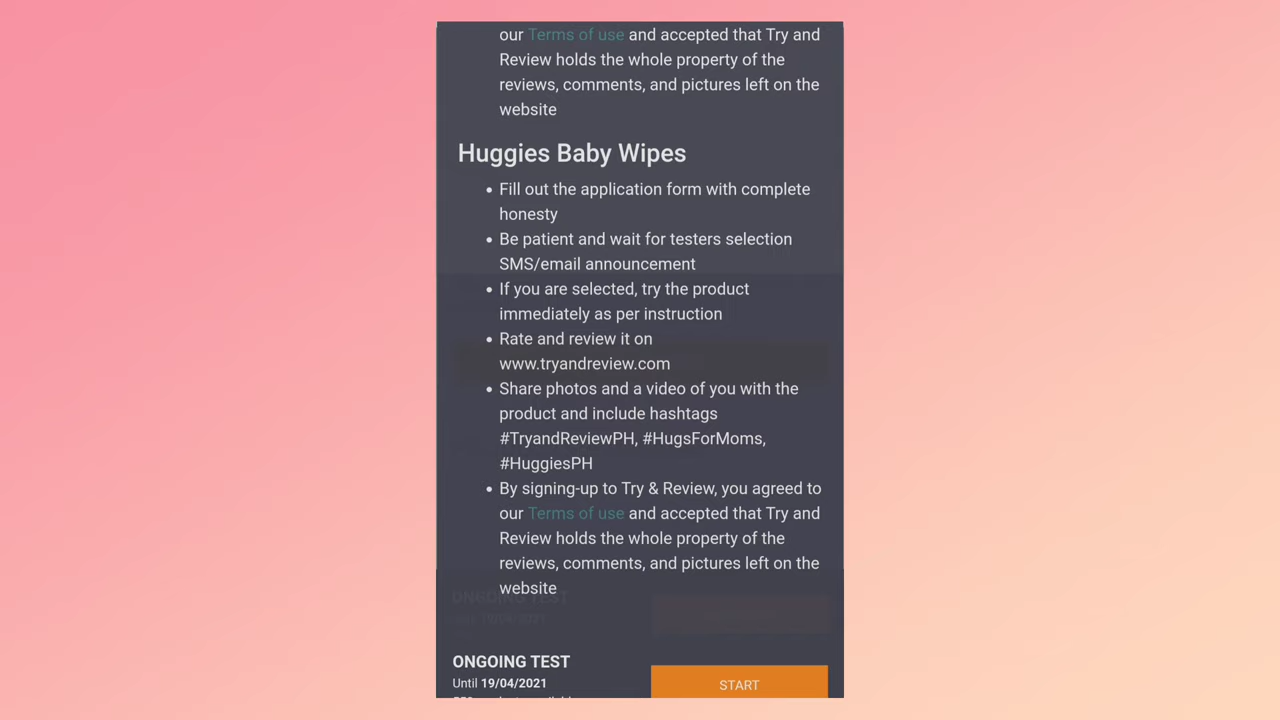 our Terms of use and accepted that Try and
Review holds the whole property of the
reviews, comments, and pictures left on the
website
Huggies Baby Wipes
• Fill out the application form with complete
honesty
• Be patient and wait for testers selection
SMS/email announcement
• If you are selected, try the product
immediately as per instruction
• Rate and review it on
www.tryandreview.com
• Share photos and a video of you with the
product and include hashtags
#TryandReviewPH, #HugsForMoms,
#HuggiesPH
• By signing-up to Try & Review, you agreed to
our Terms of use and accepted that Try and
Review holds the whole property of the
reviews, comments, and pictures left on the
website
ONGOING TEST
19/04/2021
ONGOING TEST
Until 19/04/2021
START